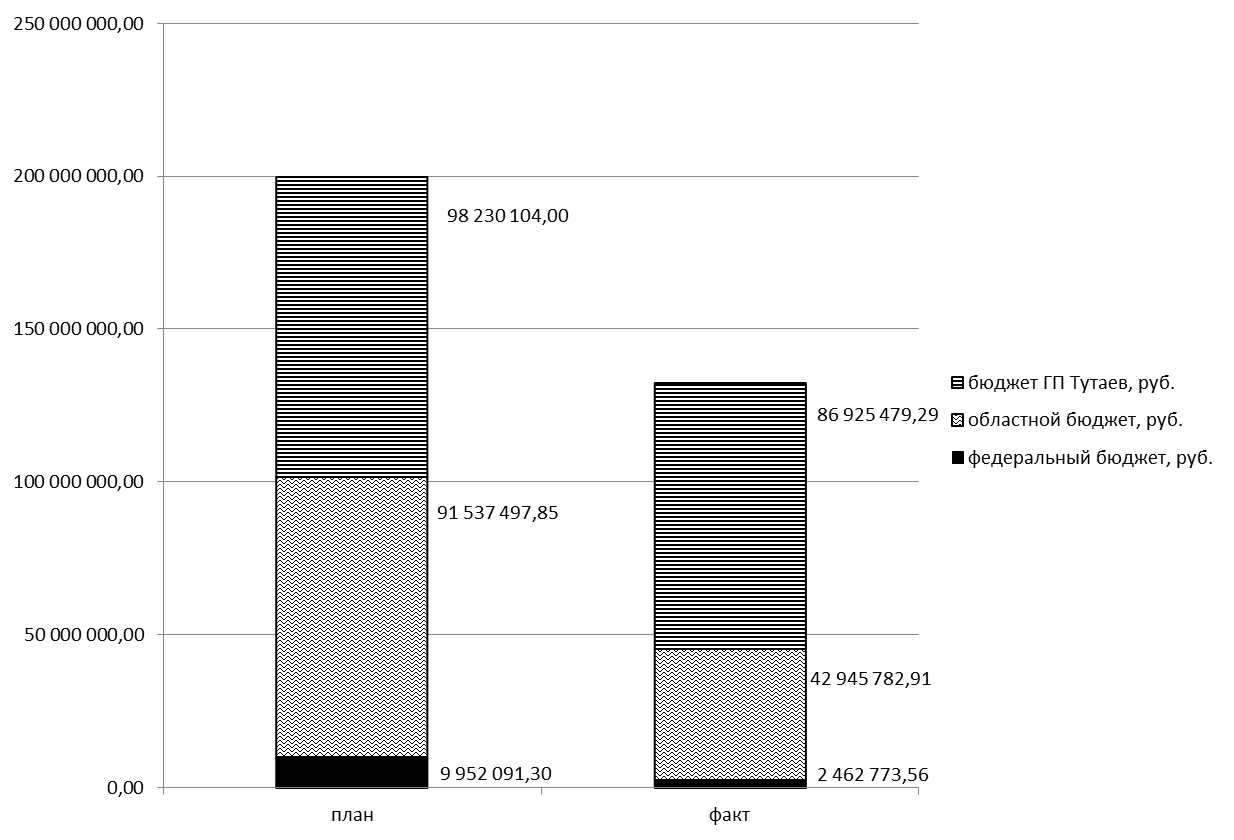 250 000 000,00
200 000 000,00
98 230 104,00
150 000 000,00
бюджет ГП Тутаев, руб.
86 925 479,29
областной бюджет, руб.
федеральный бюджет, руб.
100 000 000,00
91 537 497,85
50 000 000,00
42 945 782,91
9 952 091,30
2 462 773,56
0,00
план
факт